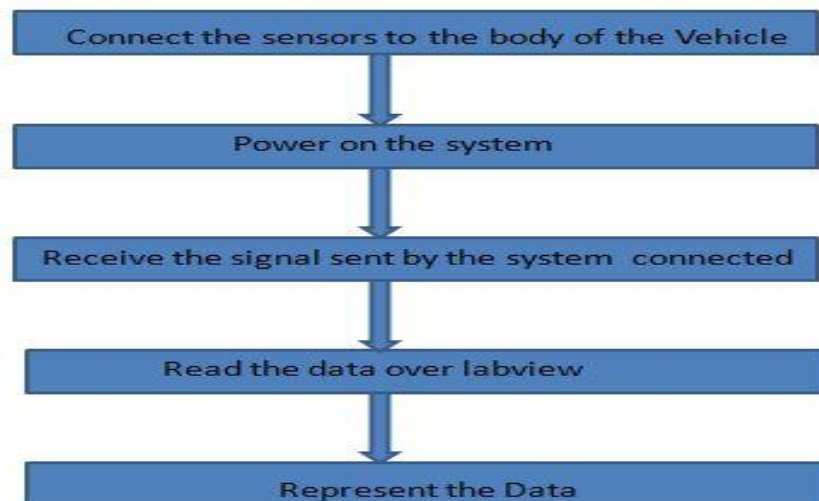 Connect the sensors to the body of the Vehicle
Power on the system
Receive the signal sent by the system connected
Read the data over labview
Represent the Data